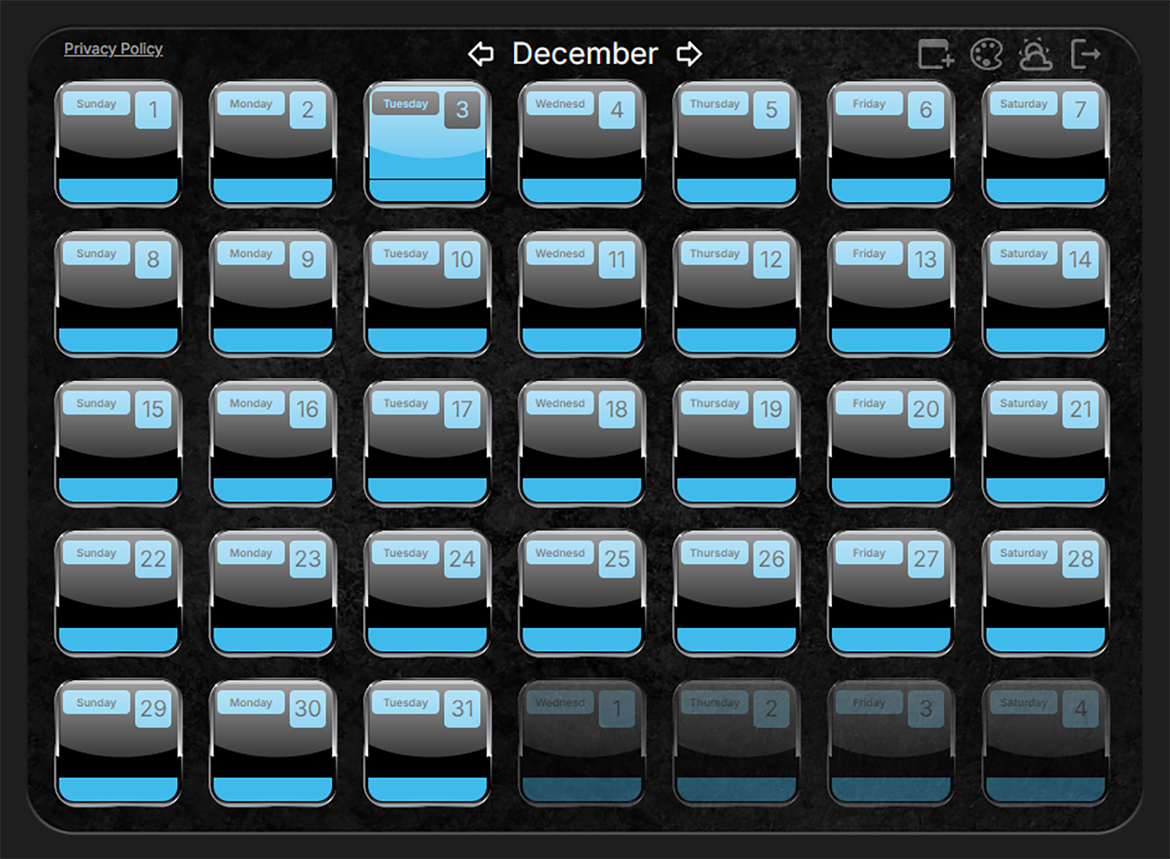 Privacy Policy
December
Sunday 1 Monday 2 Tuesday 3 Wednesd 4 Thursday 5 Friday 6 Saturday 7
Sunday 8 Monday 9 Tuesday 10 Wednesd 11 Thursday 12 Friday 13 Saturday 14
Sunday 15 Monday 16 Tuesday 17 Wednesd 18 Thursday 19 Friday 20 Saturday 21
Sunday 22 Monday 23 Tuesday 24 Wednesd 25 Thursday 26 Friday 27 Saturday 28
Sunday 29 Monday 30 Tuesday 31 Wednesd 1 Thursday 2 Friday 3 Saturday 4